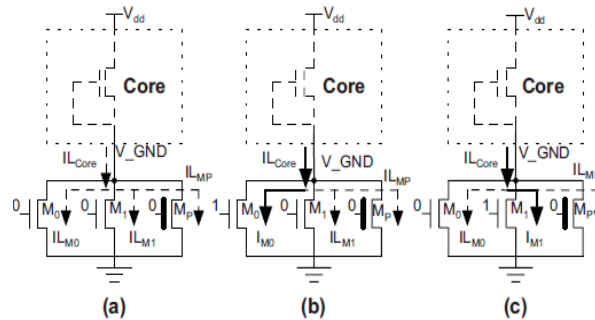 Vdd Vdd Vdd
Core Core Core
ILCore V_GND ILCore V_GND ILCore V_GND
ILMP ILMP
0 M0 0 M1 0 MP 1 M0 0 M1 0 MP 0 M0 1 M1 0 MP
ILM0 ILM1 IM0 ILM1 ILM0 IM1
(a) (b) (c)